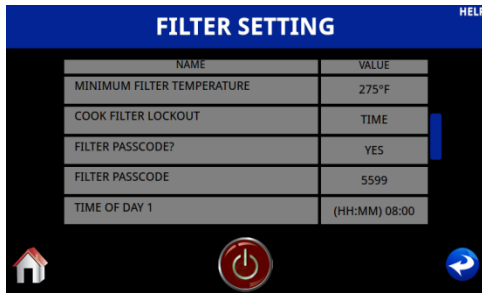 HELP
FILTER SETTING
NAME VALUE
MINIMUM FILTER TEMPERATURE 275°F
COOK FILTER LOCKOUT TIME
FILTER PASSCODE? YES
FILTER PASSCODE 5599
TIME OF DAY 1 (HH:MM) 08:00